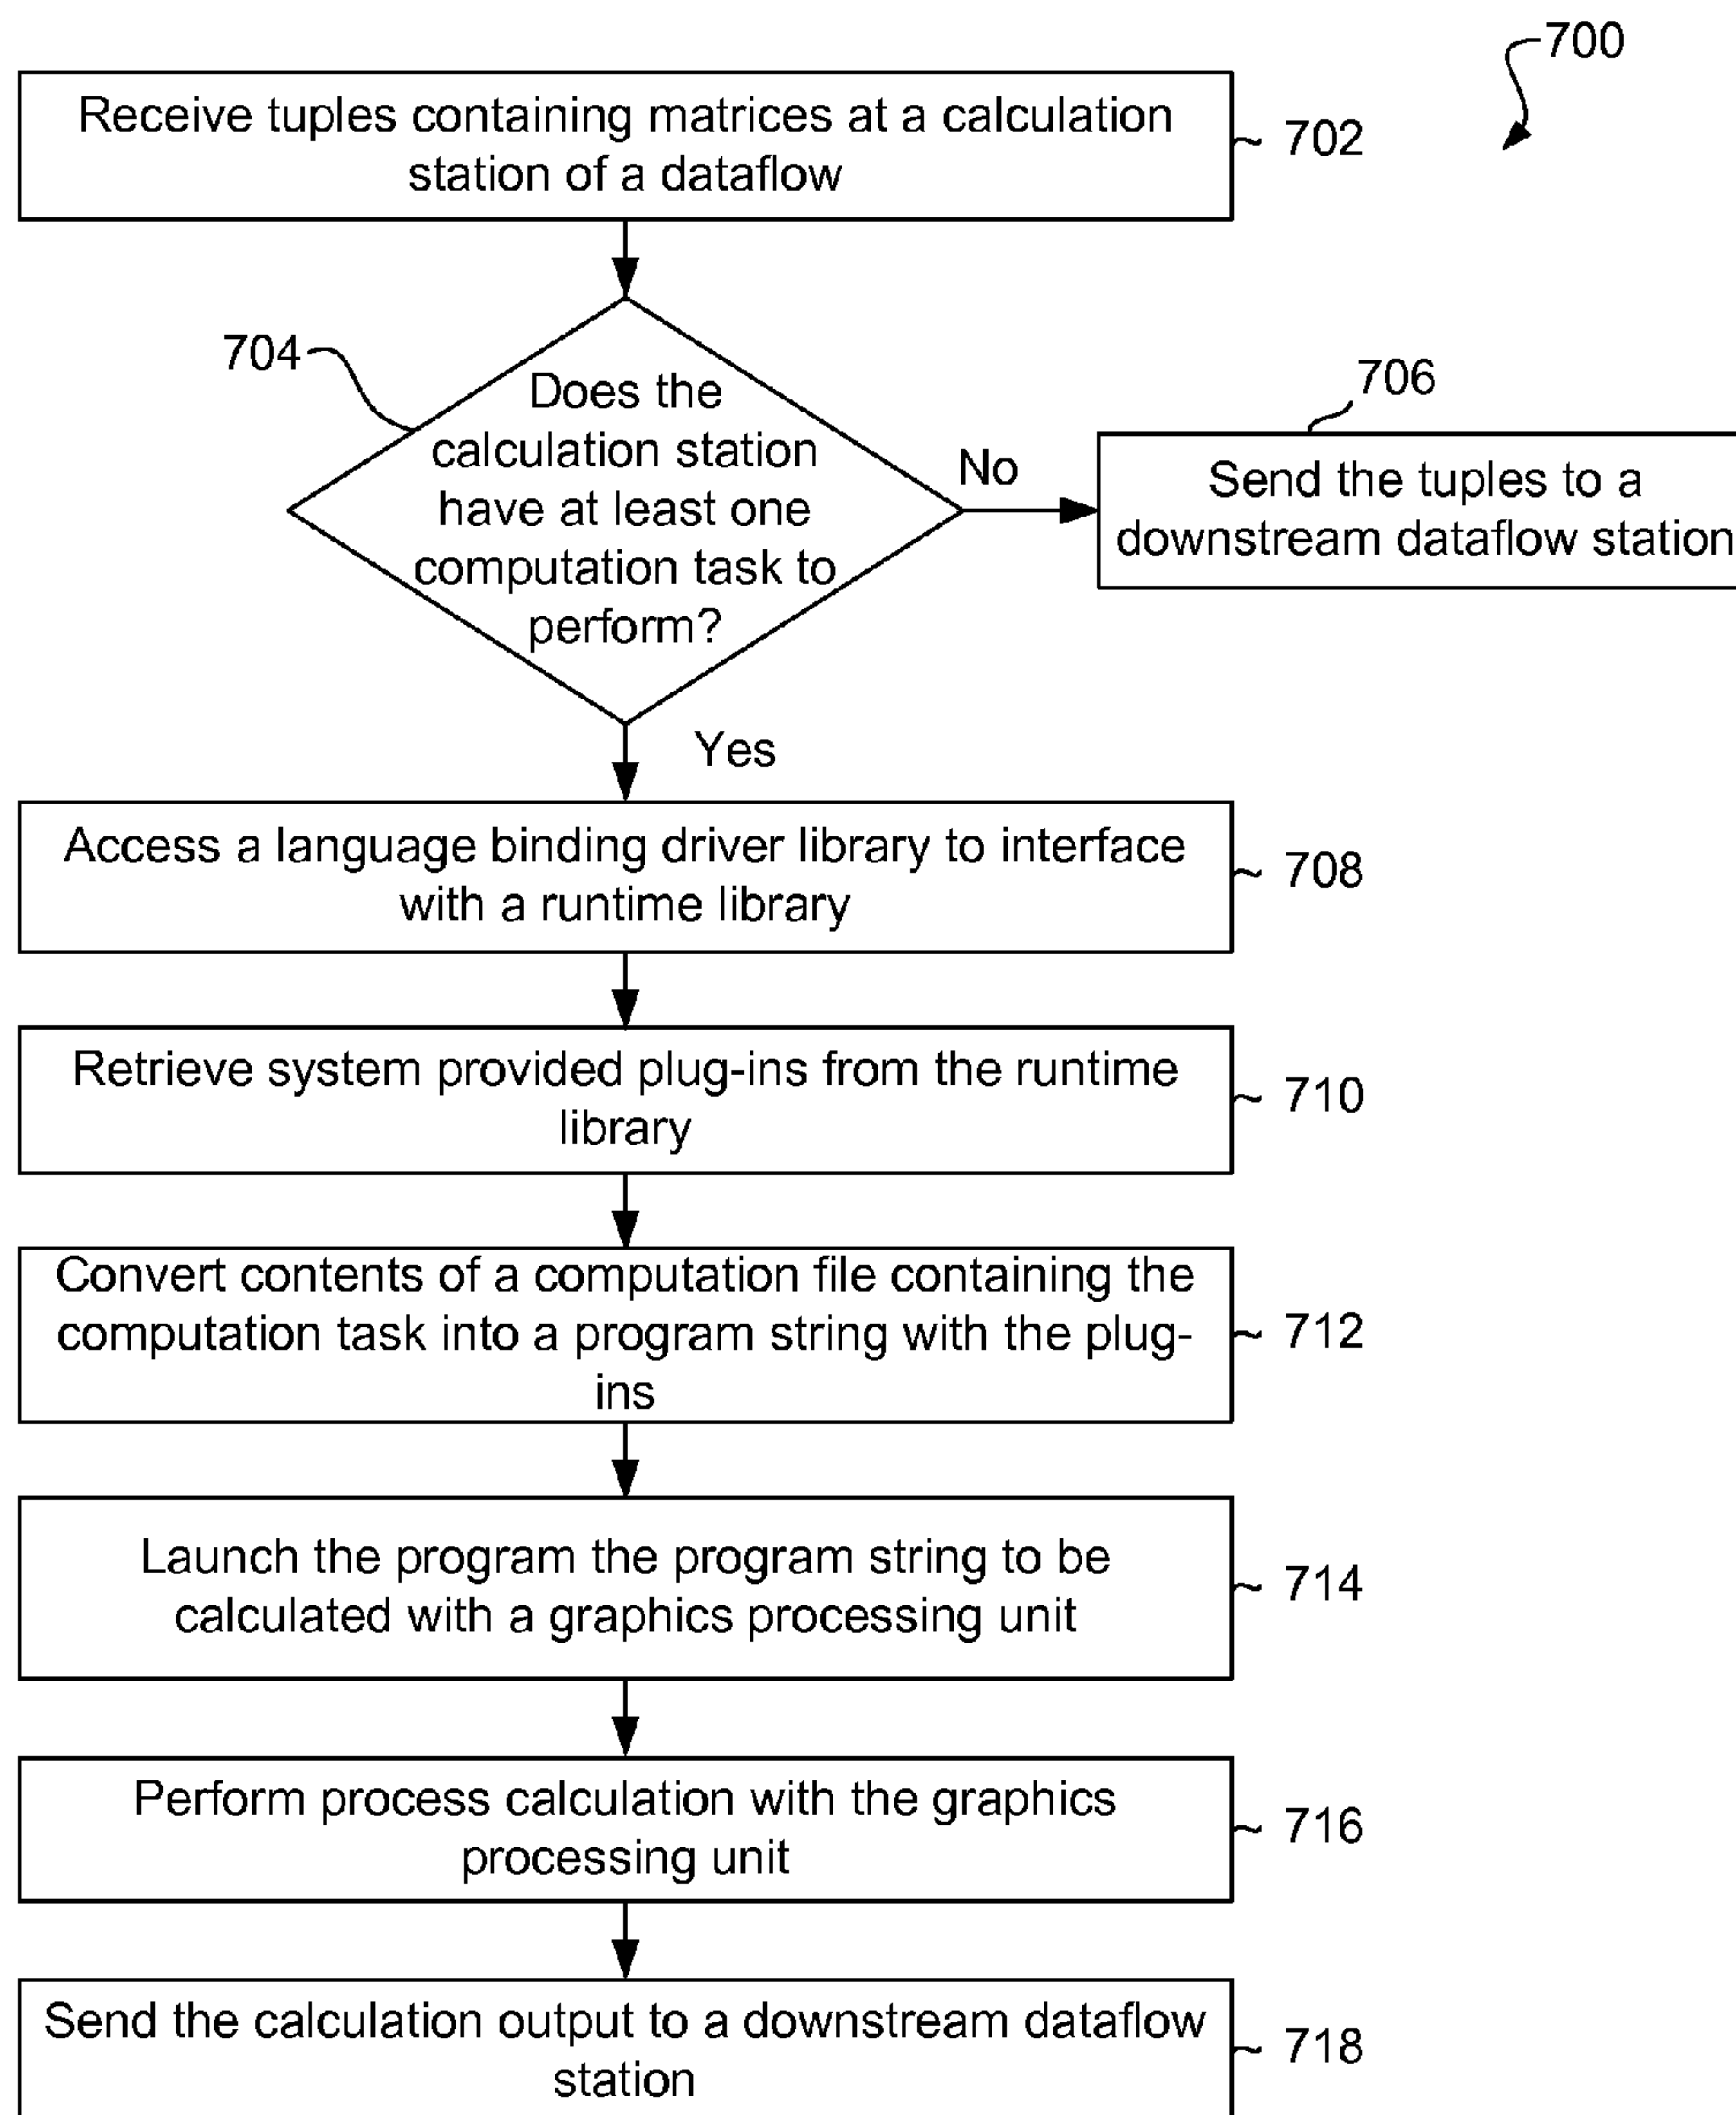 700
Receive tuples containing matrices at a calculation
station of a dataflow
702
704
Does the
calculation station
have at least one
computation task to
perform?
No
706
Send the tuples to a
downstream dataflow station
Yes
Access a language binding driver library to interface
with a runtime library
708
Retrieve system provided plug-ins from the runtime
library
710
Convert contents of a computation file containing the
computation task into a program string with the plug-
ins
712
Launch the program the program string to be
calculated with a graphics processing unit
714
Perform process calculation with the graphics
processing unit
716
Send the calculation output to a downstream dataflow
station
718